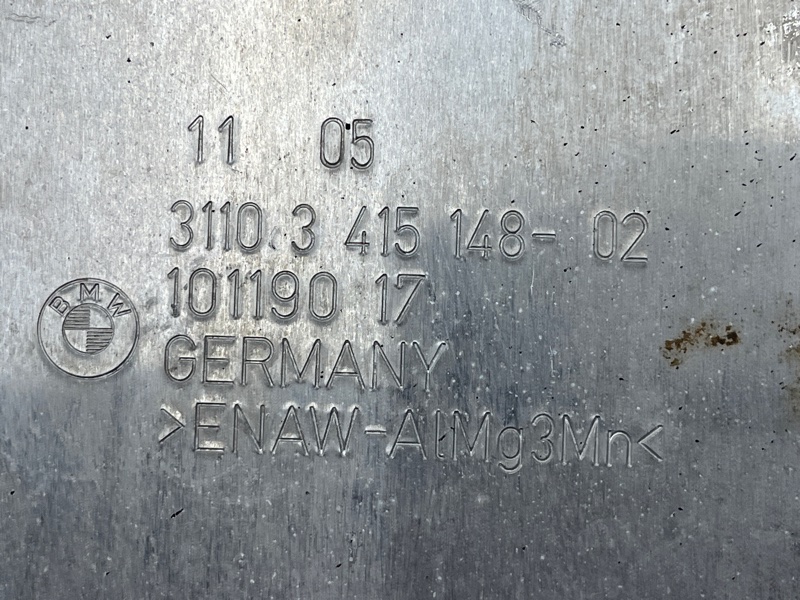 11 05
3110.3 415 148- 02
101190 17
BMW
GERMANY
>ENAW-AlMg3Mn<